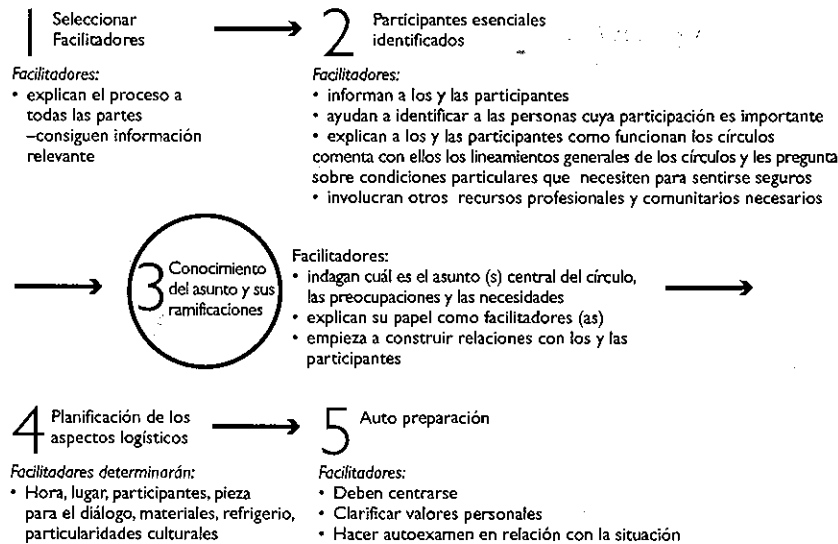 1 Seleccionar
Facilitadores
Facilitadores:
• explican el proceso a
todas las partes
–consiguen información
relevante
2 Participantes esenciales
identificados
Facilitadores:
• informan a los y las participantes
• ayudan a identificar a las personas cuya participación es importante
• explican a los y las participantes como funcionan los círculos
comenta con ellos los lineamientos generales de los círculos y les pregunta
sobre condiciones particulares que necesiten para sentirse seguros
• involucran otros recursos profesionales y comunitarios necesarios
3 Conocimiento
del asunto y sus
ramificaciones
Facilitadores:
• indagan cuál es el asunto (s) central del círculo,
las preocupaciones y las necesidades
• explican su papel como facilitadores (as)
• empieza a construir relaciones con los y las
participantes
4 Planificación de los
aspectos logísticos
Facilitadores determinarán:
• Hora, lugar, participantes, pieza
para el diálogo, materiales, refrigerio,
particularidades culturales
5 Auto preparación
Facilitadores:
• Deben centrarse
• Clarificar valores personales
• Hacer autoexamen en relación con la situación